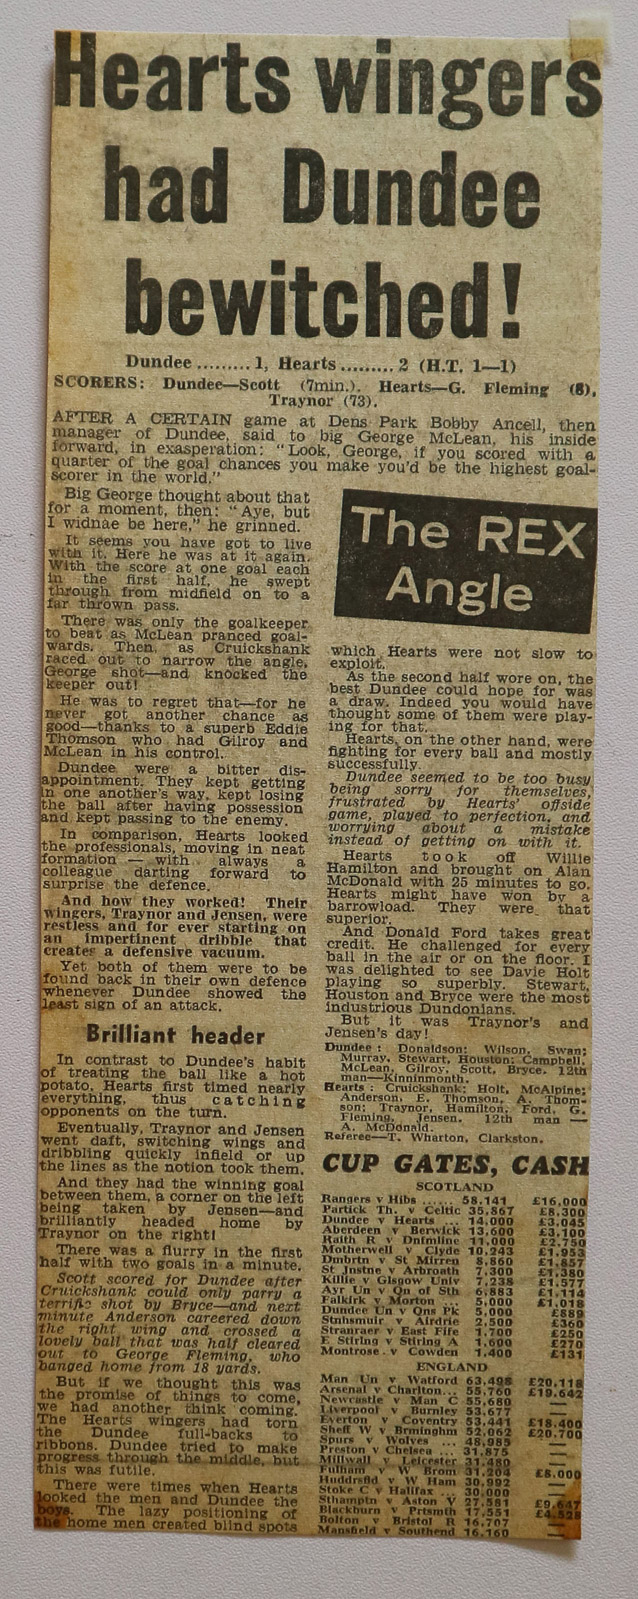 Hearts wingers
had Dundee
bewitched!
Dundee ......... 1, Hearts ......... 2 (H.T. 1—1)
SCORERS: Dundee—Scott (7min.). Hearts—G. Fleming (8),
Traynor (73).
AFTER A CERTAIN game at Dens Park Bobby Ancell, then
manager of Dundee, said to big George McLean, his inside
forward, in exasperation: "Look, George, if you scored with a
quarter of the goal chances you make you'd be the highest goal-
scorer in the world."
Big George thought about that
for a moment, then: "Aye, but
I widnae be here," he grinned.
It seems you have got to live
with it. Here he was at it again.
With the score at one goal each
in the first half, he swept
through from midfield on to a
far thrown pass.
There was only the goalkeeper
to beat as McLean pranced goal-
wards. Then, as Cruickshank
raced out to narrow the angle,
George shot—and knocked the
keeper out!
He was to regret that—for he
never got another chance as
good—thanks to a superb Eddie
Thomson who had Gilroy and
McLean in his control.
Dundee were a bitter dis-
appointment. They kept getting
in one another's way, kept losing
the ball after having possession
and kept passing to the enemy.
In comparison, Hearts looked
the professionals, moving in neat
formation — with always a
colleague darting forward to
surprise the defence.
And how they worked! Their
wingers, Traynor and Jensen, were
restless and for ever starting on
an impertinent dribble that
creates a defensive vacuum.
Yet both of them were to be
found back in their own defence
whenever Dundee showed the
least sign of an attack.
Brilliant header
In contrast to Dundee's habit
of treating the ball like a hot
potato, Hearts first timed nearly
everything, thus catching
opponents on the turn.
Eventually, Traynor and Jensen
went daft, switching wings and
dribbling quickly infield or up
the lines as the notion took them.
And they had the winning goal
between them, a corner on the left
being taken by Jensen—and
brilliantly headed home by
Traynor on the right!
There was a flurry in the first
half with two goals in a minute.
Scott scored for Dundee after
Cruickshank could only parry a
terrific shot by Bryce—and next
minute Anderson careered down
the right wing and crossed a
lovely ball that was half cleared
out to George Fleming, who
banged home from 18 yards.
But if we thought this was
the promise of things to come,
we had another think coming.
The Hearts wingers had torn
the Dundee full-backs to
ribbons. Dundee tried to make
progress through the middle, but
this was futile.
There were times when Hearts
looked the men and Dundee the
boys. The lazy positioning of
the home men created blind spots
The REX
Angle
which Hearts were not slow to
exploit.
As the second half wore on, the
best Dundee could hope for was
a draw. Indeed you would have
thought some of them were play-
ing for that.
Hearts, on the other hand, were
fighting for every ball and mostly
successfully.
Dundee seemed to be too busy
being sorry for themselves,
frustrated by Hearts' offside
game, played to perfection, and
worrying about a mistake
instead of getting on with it.
Hearts took off Willie
Hamilton and brought on Alan
McDonald with 25 minutes to go.
Hearts might have won by a
barrowload. They were that
superior.
And Donald Ford takes great
credit. He challenged for every
ball in the air or on the floor. I
was delighted to see Davie Holt
playing so superbly. Stewart,
Houston and Bryce were the most
industrious Dundonians.
But it was Traynor's and
Jensen's day!
Dundee: Donaldson; Wilson, Swan;
Murray, Stewart, Houston; Campbell,
McLean, Gilroy, Scott, Bryce. 12th
man—Kinninmonth.
Hearts: Cruickshank; Holt, McAlpine;
Anderson, E. Thomson, A. Thom-
son; Traynor, Hamilton, Ford, G.
Fleming, Jensen. 12th man —
A. McDonald.
Referee—T. Wharton, Clarkston.
CUP GATES, CASH
SCOTLAND
Rangers v Hibs ...... 58,141 £16,000
Partick Th. v Celtic 35,867 £8,300
Dundee v Hearts ... 14,000 £3,045
Aberdeen v Berwick 13,600 £3,100
Raith R v Dnfmline 11,000 £2,750
Motherwell v Clyde 10,243 £1,953
Dmbrtn v St Mirren 8,860 £1,857
St Jnstne v Arbroath 7,300 £1,380
Killie v Glsgow Univ 7,238 £1,577
Ayr Un v Qn of Sth 6,883 £1,114
Falkirk v Morton ... 5,000 £1,018
Dundee Un v Qns Pk 5,000 £889
Stnhsmuir v Airdrie 2,500 £360
Stranraer v East Fife 1,700 £250
E Stirling v Stirling A 1,600 £270
Montrose v Cowden 1,400 £131
ENGLAND
Man Un v Watford 63,498 £20,118
Arsenal v Charlton... 55,760 £19,642
Newcastle v Man C 55,680 —
Liverpool v Burnley 53,677 —
Everton v Coventry 53,441 £18,400
Sheff W v Brminghm 52,062 £20,700
Spurs v Wolves ... 48,985 —
Preston v Chelsea ... 31,875 —
Millwall v Leicester 31,480 —
Fulham v W Brom 31,204 £8,000
Huddrsfld v W Ham 30,992 —
Stoke C v Halifax ... 30,005 —
Sthamptn v Aston V 27,581 £9,647
Blackburn v Prtsmth 17,551 £4,528
Bolton v Bristol R 16,707 —
Mansfield v Southend 16,160 —